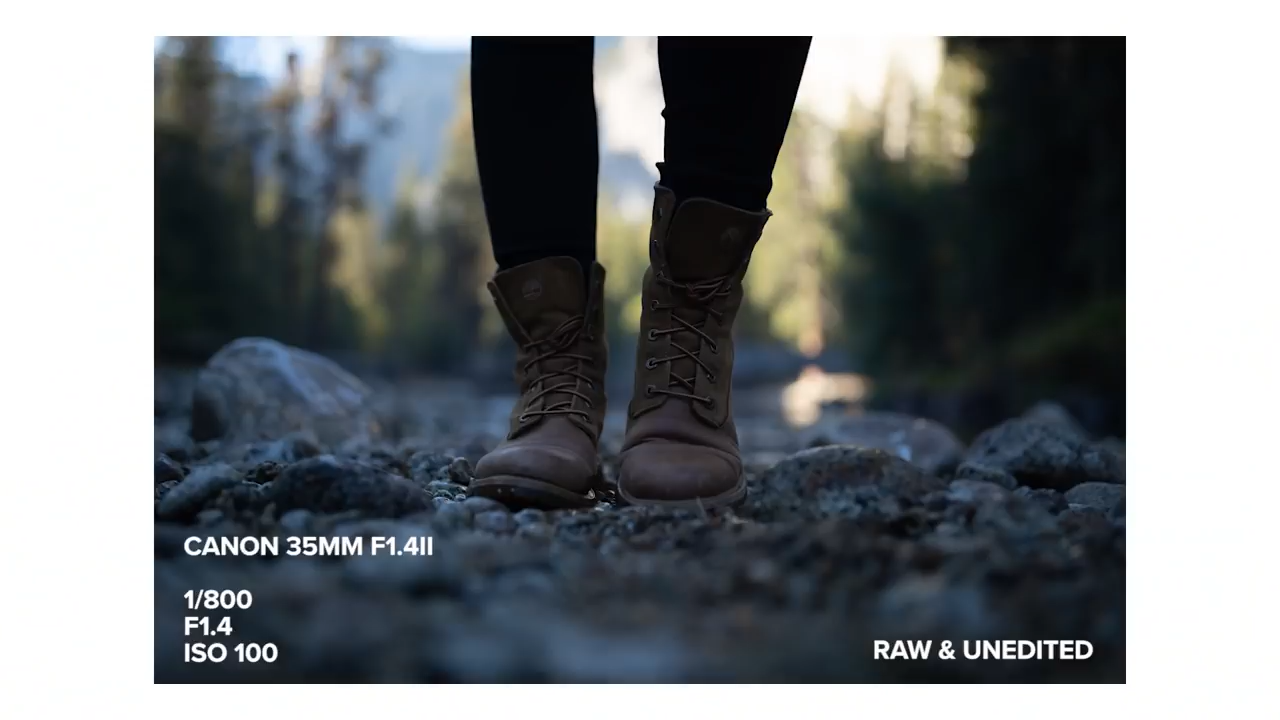 CANON 35MM F1.4II
1/800
F1.4
ISO 100
RAW & UNEDITED